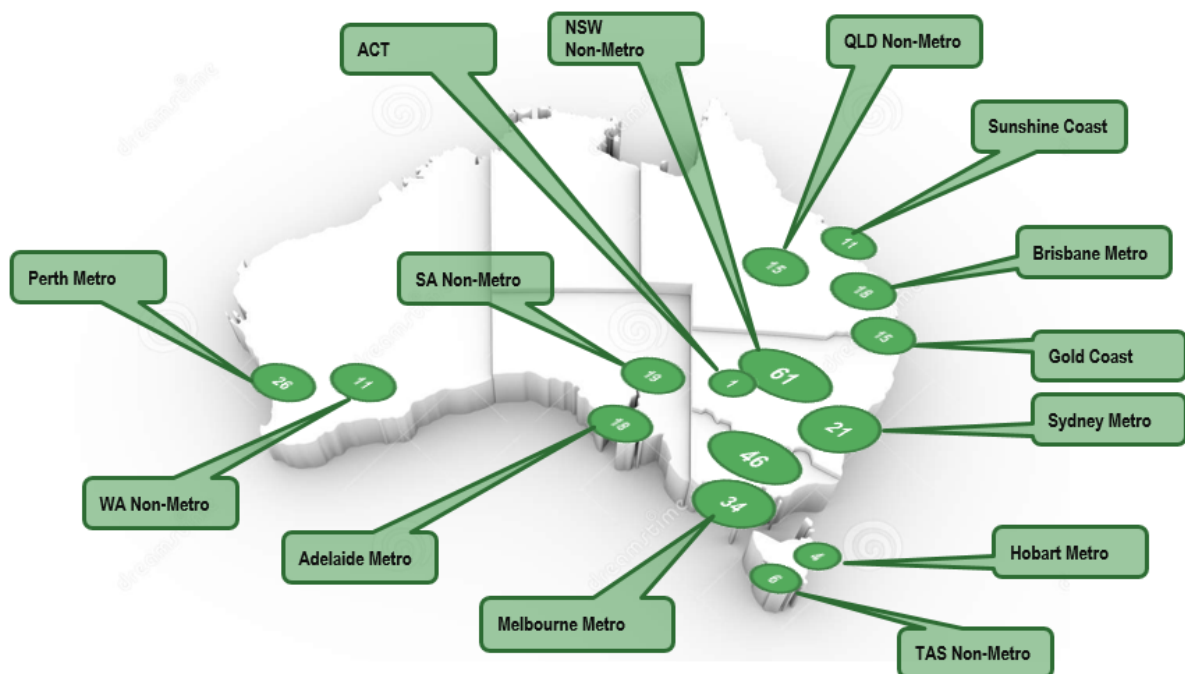 ACT
NSW
Non-Metro
QLD Non-Metro
Sunshine Coast
11
Brisbane Metro
Perth Metro
SA Non-Metro
15
18
15
Gold Coast
26
11
19
1
61
Sydney Metro
18
21
46
WA Non-Metro
34
Adelaide Metro
4
Hobart Metro
6
Melbourne Metro
TAS Non-Metro